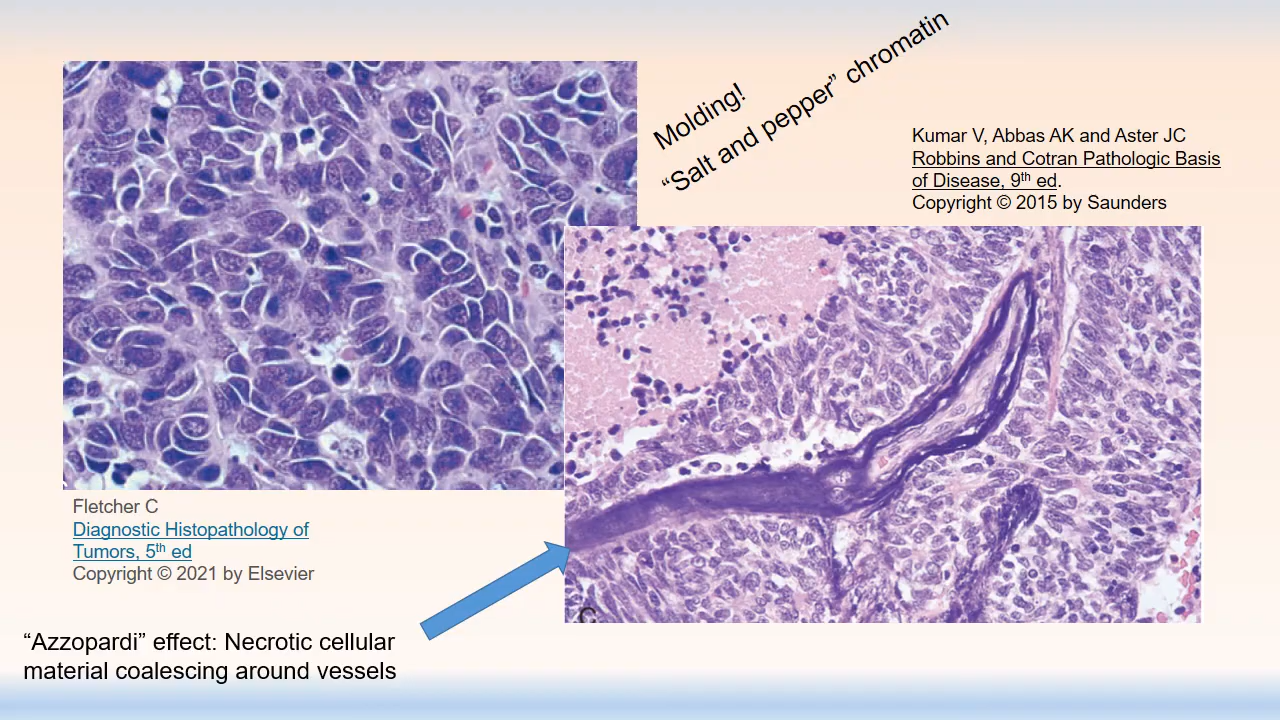 Molding!
“Salt and pepper” chromatin
Kumar V, Abbas AK and Aster JC
Robbins and Cotran Pathologic Basis
of Disease, 9th ed.
Copyright © 2015 by Saunders
Fletcher C
Diagnostic Histopathology of
Tumors, 5th ed
Copyright © 2021 by Elsevier
C
“Azzopardi” effect: Necrotic cellular
material coalescing around vessels